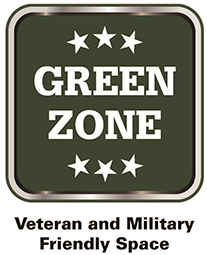 GREEN
ZONE
Veteran and Military
Friendly Space